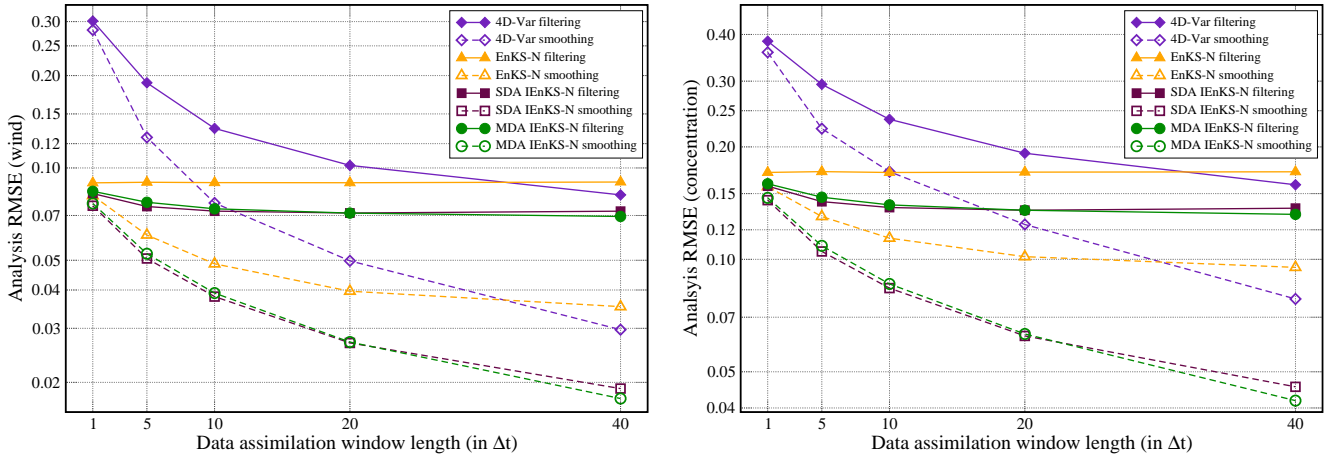 0.30
0.25
0.20
0.15
0.10
0.07
0.05
0.04
0.03
0.02
Analysis RMSE (wind)
4D-Var filtering
4D-Var smoothing
EnKS-N filtering
EnKS-N smoothing
SDA IEnKS-N filtering
SDA IEnKS-N smoothing
MDA IEnKS-N filtering
MDA IEnKS-N smoothing
1 5 10 20 40
Data assimilation window length (in Δt)
0.40
0.30
0.25
0.20
0.15
0.12
0.10
0.07
0.05
0.04
Analsysis RMSE (concentration)
4D-Var filtering
4D-Var smoothing
EnKS-N filtering
EnKS-N smoothing
SDA IEnKS-N filtering
SDA IEnKS-N smoothing
MDA IEnKS-N filtering
MDA IEnKS-N smoothing
1 5 10 20 40
Data assimilation window length (in Δt)